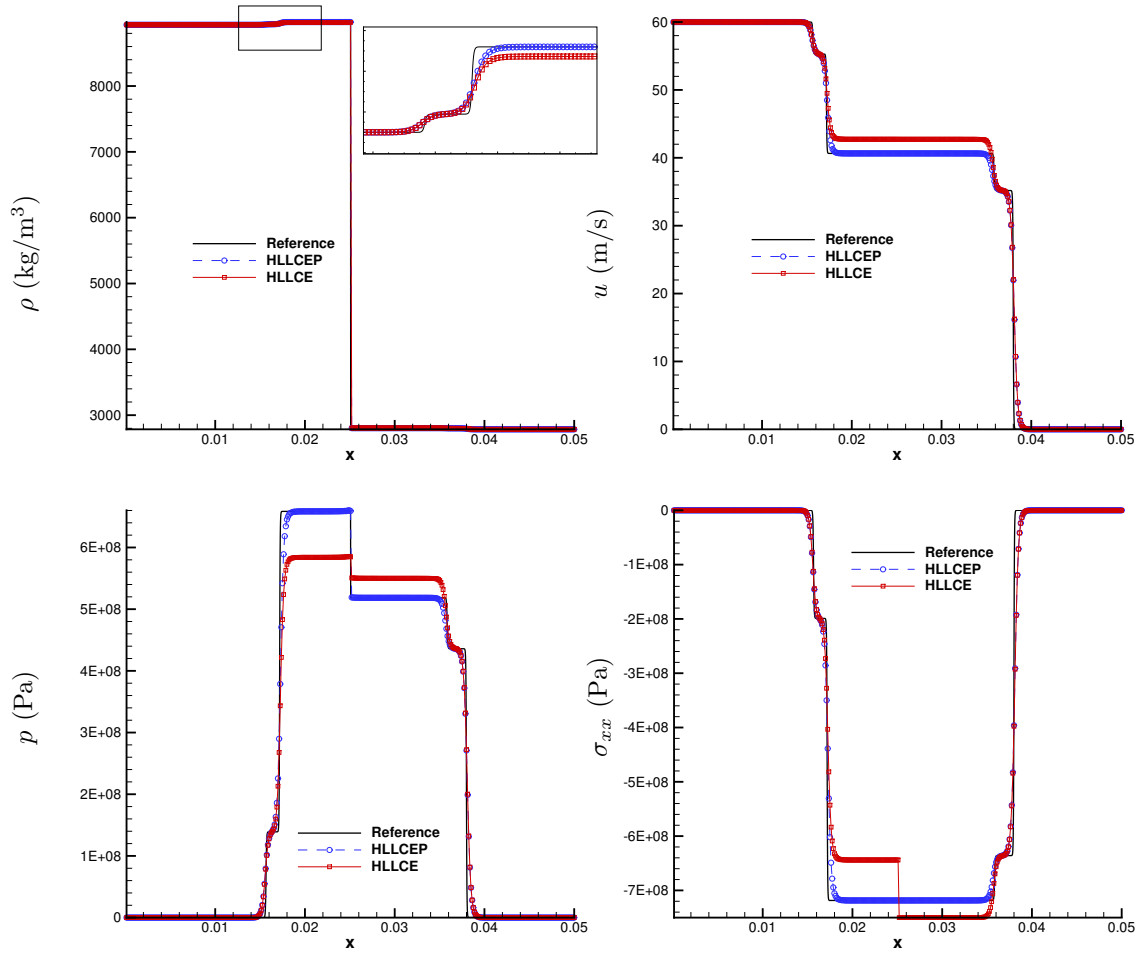 ρ (kg/m³)
8000
7000
6000
5000
4000
3000
0.01 0.02 0.03 0.04 0.05
x
Reference
HLLCEP
HLLCE
u (m/s)
60
50
40
30
20
10
0
0.01 0.02 0.03 0.04 0.05
x
Reference
HLLCEP
HLLCE
p (Pa)
6E+08
5E+08
4E+08
3E+08
2E+08
1E+08
0
0.01 0.02 0.03 0.04 0.05
x
Reference
HLLCEP
HLLCE
σxx (Pa)
0
-1E+08
-2E+08
-3E+08
-4E+08
-5E+08
-6E+08
-7E+08
0.01 0.02 0.03 0.04 0.05
x
Reference
HLLCEP
HLLCE